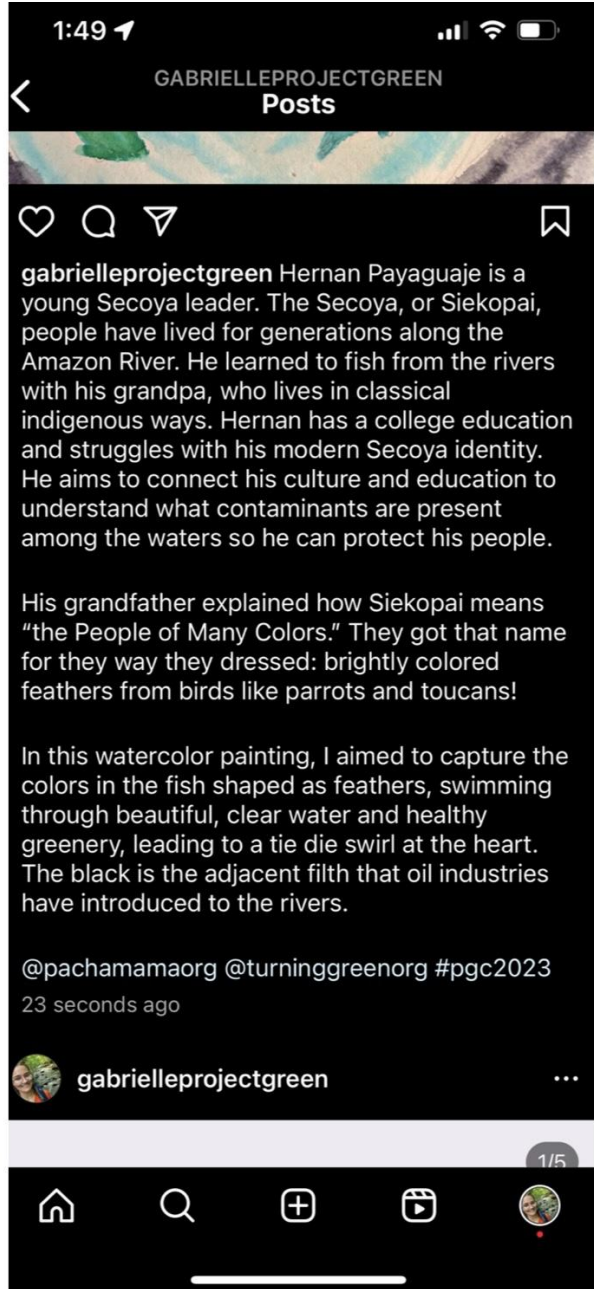 1:49
GABRIELLEPROJECTGREEN
Posts
gabrielleprojectgreen Hernan Payaguaje is a
young Secoya leader. The Secoya, or Siekopai,
people have lived for generations along the
Amazon River. He learned to fish from the rivers
with his grandpa, who lives in classical
indigenous ways. Hernan has a college education
and struggles with his modern Secoya identity.
He aims to connect his culture and education to
understand what contaminants are present
among the waters so he can protect his people.
His grandfather explained how Siekopai means
“the People of Many Colors.” They got that name
for they way they dressed: brightly colored
feathers from birds like parrots and toucans!
In this watercolor painting, I aimed to capture the
colors in the fish shaped as feathers, swimming
through beautiful, clear water and healthy
greenery, leading to a tie die swirl at the heart.
The black is the adjacent filth that oil industries
have introduced to the rivers.
@pachamamaorg @turninggreenorg #pgc2023
23 seconds ago
gabrielleprojectgreen
1/5